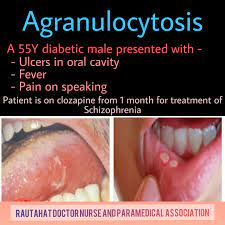 Agranulocytosis
A 55Y diabetic male presented with -
- Ulcers in oral cavity
- Fever
- Pain on speaking
Patient is on clozapine from 1 month for treatment of
Schizophrenia
RAUTAHAT DOCTOR NURSE AND PARAMEDICAL ASSOCIATION